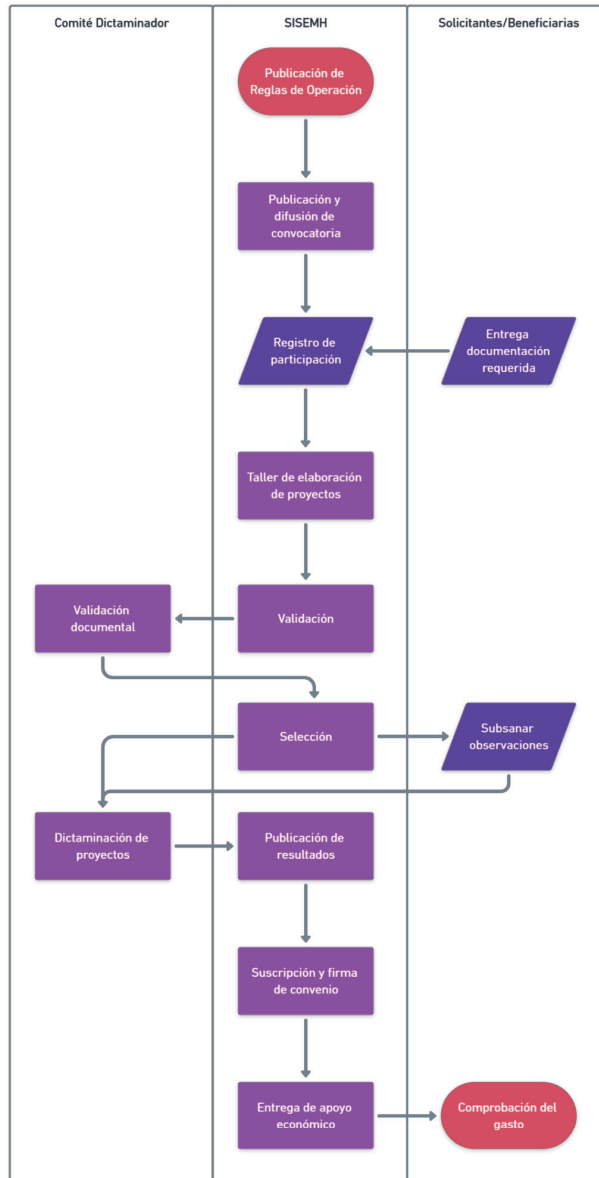 Comité Dictaminador
SISEMH
Solicitantes/Beneficiarias
Publicación de
Reglas de Operación
Publicación y
difusión de
convocatoria
Registro de
participación
Entrega
documentación
requerida
Taller de elaboración
de proyectos
Validación
documental
Validación
Selección
Subsanar
observaciones
Dictaminación de
proyectos
Publicación de
resultados
Suscripción y firma
de convenio
Entrega de apoyo
económico
Comprobación del
gasto